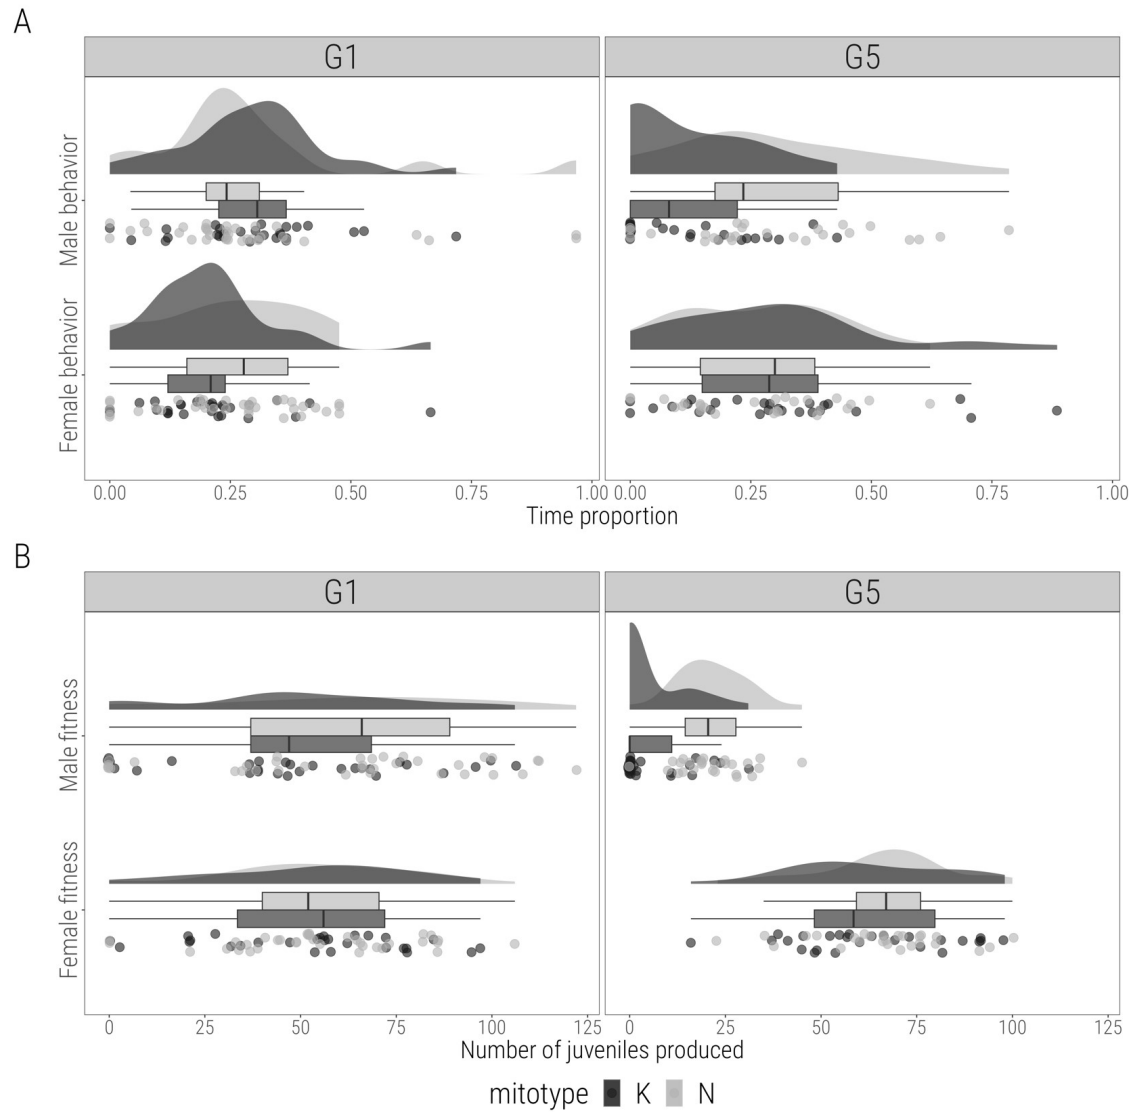 A
G1 G5
Male behavior
Female behavior
0.00 0.25 0.50 0.75 1.00 0.00 0.25 0.50 0.75 1.00
Time proportion
B
G1 G5
Male fitness
Female fitness
0 25 50 75 100 125 0 25 50 75 100 125
Number of juveniles produced
mitotype K N